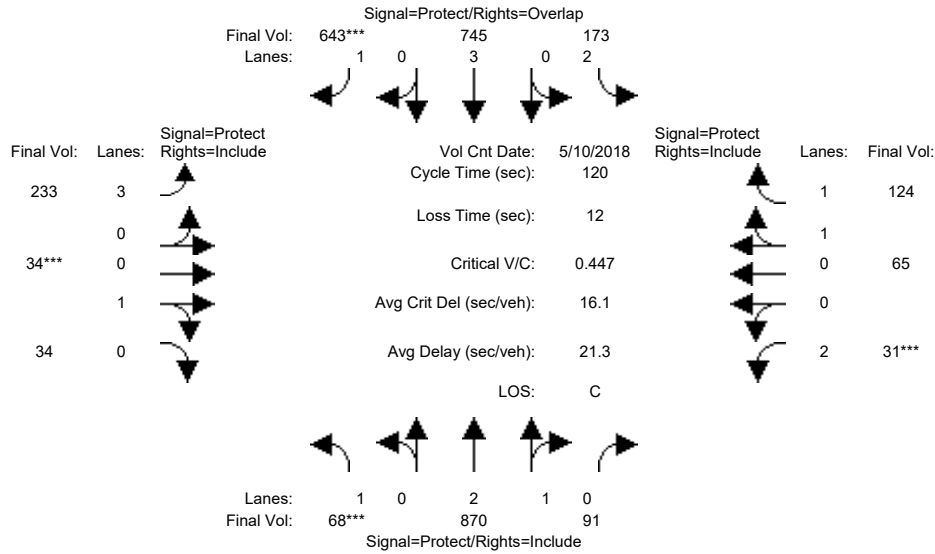 Signal=Protect/Rights=Overlap
Final Vol: 643*** 745 173
Lanes: 1 0 3 0 2
Signal=Protect
Final Vol: Lanes: Rights=Include
Vol Cnt Date: 5/10/2018
Signal=Protect
Rights=Include Lanes: Final Vol:
Cycle Time (sec): 120
233 3
1 124
Loss Time (sec): 12
0
1
34*** 0
Critical V/C: 0.447
0 65
1
Avg Crit Del (sec/veh): 16.1
0
34 0
Avg Delay (sec/veh): 21.3
2 31***
LOS: C
Lanes: 1 0 2 1 0
Final Vol: 68*** 870 91
Signal=Protect/Rights=Include